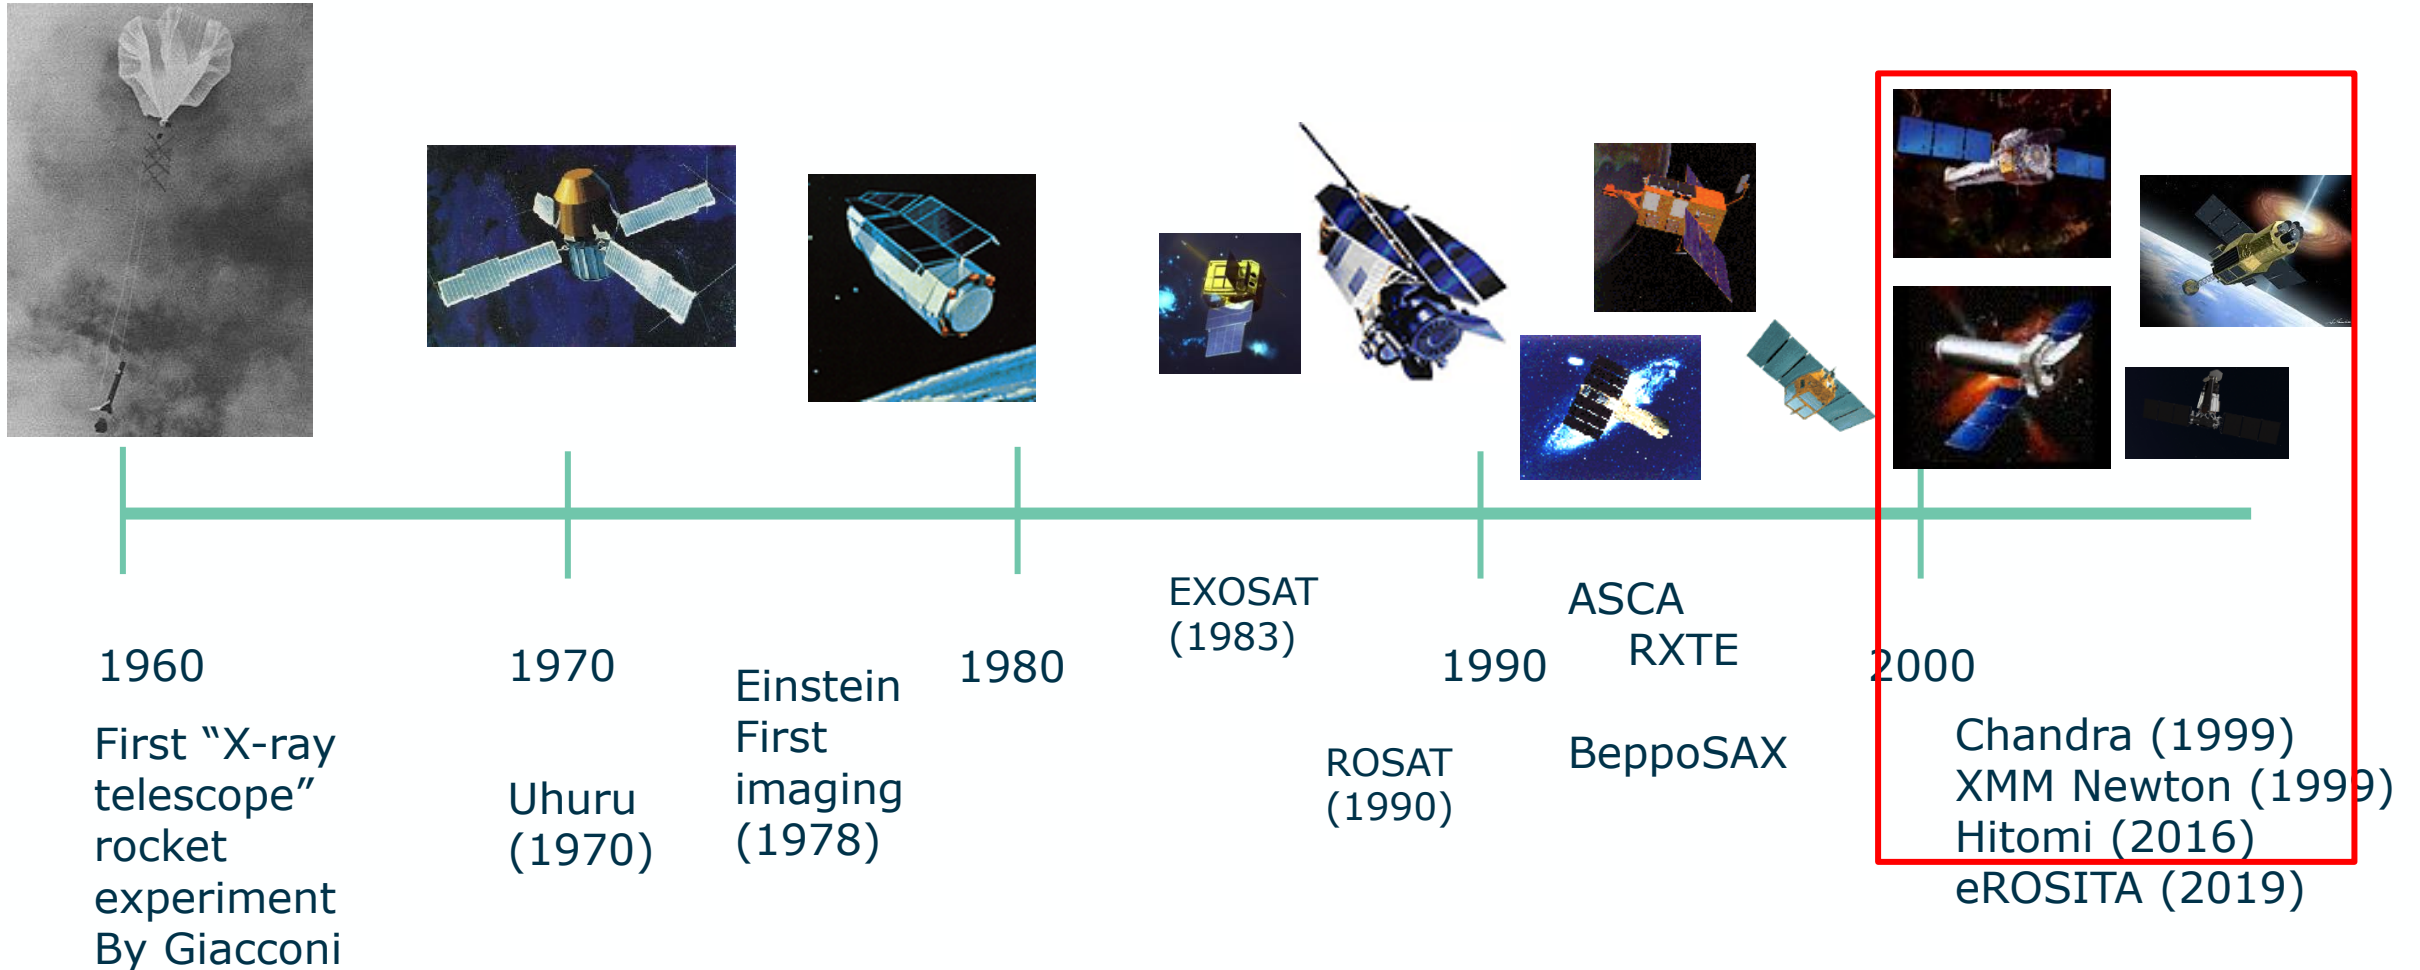 1960
First “X-ray
telescope”
rocket
experiment
By Giacconi
1970
Uhuru
(1970)
Einstein
First
imaging
(1978)
1980
EXOSAT
(1983)
ROSAT
(1990)
1990
ASCA
RXTE
BeppoSAX
2000
Chandra (1999)
XMM Newton (1999)
Hitomi (2016)
eROSITA (2019)